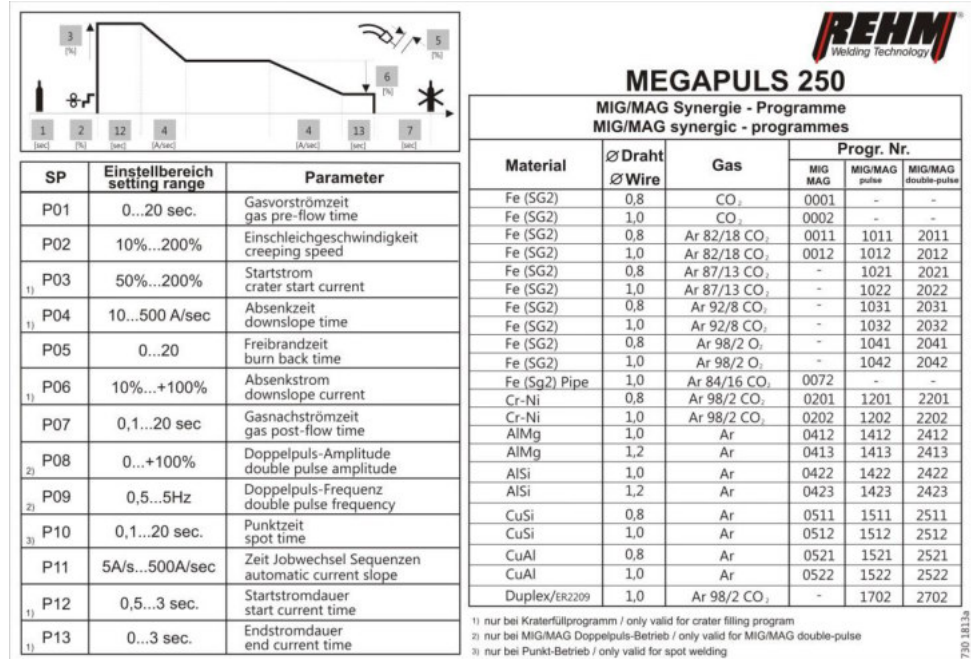 3
[%]
5
[%]
6
[%]
1
2
12
4
4
13
7
[sec]
[%]
[sec]
[A/sec]
[A/sec]
[sec]
[sec]
REHM®
Welding Technology
MEGAPULS 250
SP Einstellbereich setting range Parameter
P01 0...20 sec. Gasvorströmzeit
gas pre-flow time
P02 10%...200% Einschleichgeschwindigkeit
creeping speed
1) P03 50%...200% Startstrom
crater start current
1) P04 10...500 A/sec Absenkzeit
downslope time
P05 0...20 Freibrandzeit
burn back time
1) P06 10%...+100% Absenkstrom
downslope current
P07 0,1...20 sec Gasnachströmzeit
gas post-flow time
2) P08 0...+100% Doppelpuls-Amplitude
double pulse amplitude
2) P09 0,5...5Hz Doppelpuls-Frequenz
double pulse frequency
3) P10 0,1...20 sec. Punktzeit
spot time
P11 5A/s...500A/sec Zeit Jobwechsel Sequenzen
automatic current slope
1) P12 0,5...3 sec. Startstromdauer
start current time
1) P13 0...3 sec. Endstromdauer
end current time
MIG/MAG Synergie - Programme
MIG/MAG synergic - programmes
Material Ø Draht Ø Wire Gas Progr. Nr.
MIG MAG MIG/MAG pulse MIG/MAG double-pulse
Fe (SG2) 0,8 CO₂ 0001 - -
Fe (SG2) 1,0 CO₂ 0002 - -
Fe (SG2) 0,8 Ar 82/18 CO₂ 0011 1011 2011
Fe (SG2) 1,0 Ar 82/18 CO₂ 0012 1012 2012
Fe (SG2) 0,8 Ar 87/13 CO₂ - 1021 2021
Fe (SG2) 1,0 Ar 87/13 CO₂ - 1022 2022
Fe (SG2) 0,8 Ar 92/8 CO₂ - 1031 2031
Fe (SG2) 1,0 Ar 92/8 CO₂ - 1032 2032
Fe (SG2) 0,8 Ar 98/2 O₂ - 1041 2041
Fe (SG2) 1,0 Ar 98/2 O₂ - 1042 2042
Fe (Sg2) Pipe 1,0 Ar 84/16 CO₂ 0072 - -
Cr-Ni 0,8 Ar 98/2 CO₂ 0201 1201 2201
Cr-Ni 1,0 Ar 98/2 CO₂ 0202 1202 2202
AlMg 1,0 Ar 0412 1412 2412
AlMg 1,2 Ar 0413 1413 2413
AlSi 1,0 Ar 0422 1422 2422
AlSi 1,2 Ar 0423 1423 2423
CuSi 0,8 Ar 0511 1511 2511
CuSi 1,0 Ar 0512 1512 2512
CuAl 0,8 Ar 0521 1521 2521
CuAl 1,0 Ar 0522 1522 2522
Duplex/ER2209 1,0 Ar 98/2 CO₂ - 1702 2702
1) nur bei Kraterfüllprogramm / only valid for crater filling program
2) nur bei MIG/MAG Doppelpuls-Betrieb / only valid for MIG/MAG double-pulse
3) nur bei Punkt-Betrieb / only valid for spot welding
730 1813a